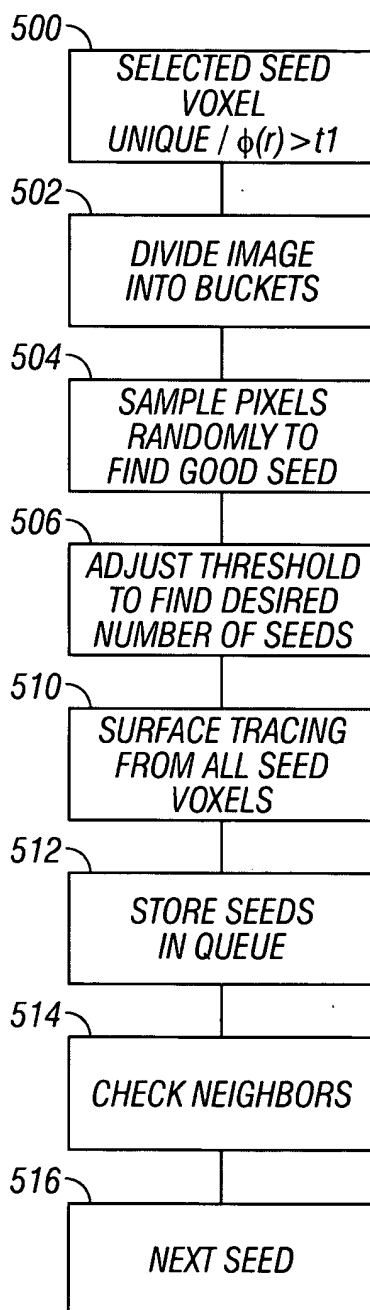 500
SELECTED SEED
VOXEL
UNIQUE / ϕ(r) > t1
502
DIVIDE IMAGE
INTO BUCKETS
504
SAMPLE PIXELS
RANDOMLY TO
FIND GOOD SEED
506
ADJUST THRESHOLD
TO FIND DESIRED
NUMBER OF SEEDS
510
SURFACE TRACING
FROM ALL SEED
VOXELS
512
STORE SEEDS
IN QUEUE
514
CHECK NEIGHBORS
516
NEXT SEED